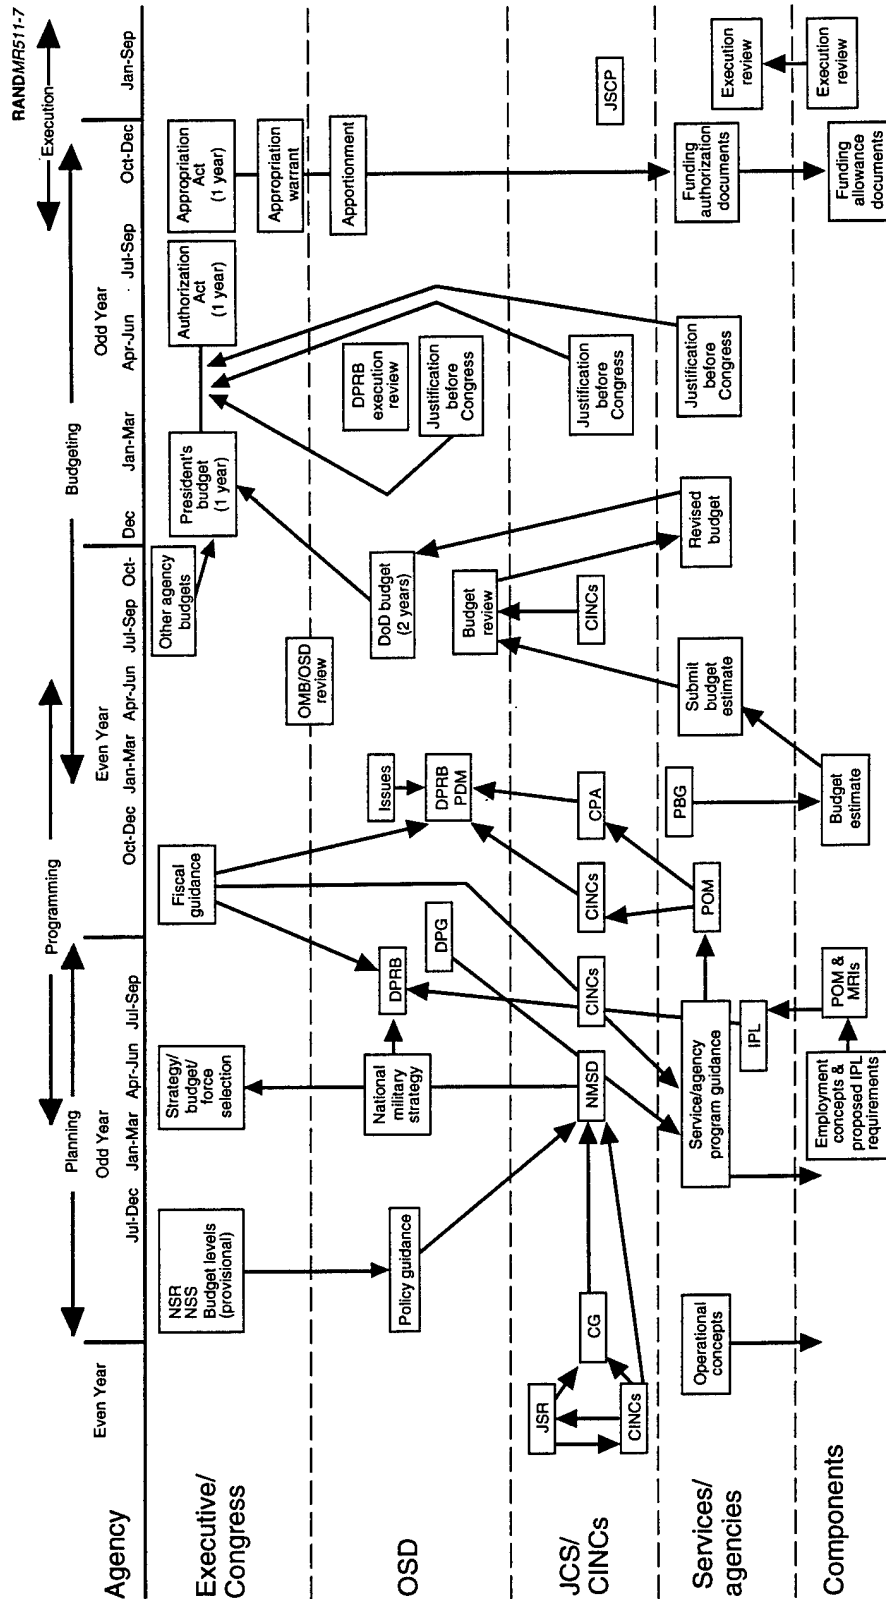 RANDMR511-7
Planning
Programming
Budgeting
Execution
Agency
Even Year
Odd Year
Even Year
Odd Year
Jul-Dec
Jan-Mar
Apr-Jun
Jul-Sep
Oct-Dec
Jan-Mar
Apr-Jun
Jul-Sep
Oct-
Dec
Jan-Mar
Apr-Jun
Jul-Sep
Oct-Dec
Jan-Sep
Executive/
Congress
NSR
NSS
Budget levels
(provisional)
Strategy/
budget/
force
selection
Fiscal
guidance
Other agency
budgets
President's
budget
(1 year)
Authorization
Act
(1 year)
Appropriation
Act
(1 year)
Appropriation
warrant
OMB/OSD
review
OSD
Policy guidance
National
military
strategy
DPRB
DPG
Issues
DPRB
PDM
DoD budget
(2 years)
Budget
review
DPRB
execution
review
Justification
before
Congress
Apportionment
JCS/
CINCs
JSR
CINCs
CG
NMSD
CINCs
CINCs
CPA
CINCs
Justification
before
Congress
JSCP
Services/
agencies
Operational
concepts
Service/agency
program guidance
IPL
POM
PBG
Submit
budget
estimate
Revised
budget
Justification
before
Congress
Funding
authorization
documents
Execution
review
Components
Employment
concepts &
proposed IPL
requirements
POM &
MRIs
Budget
estimate
Funding
allowance
documents
Execution
review